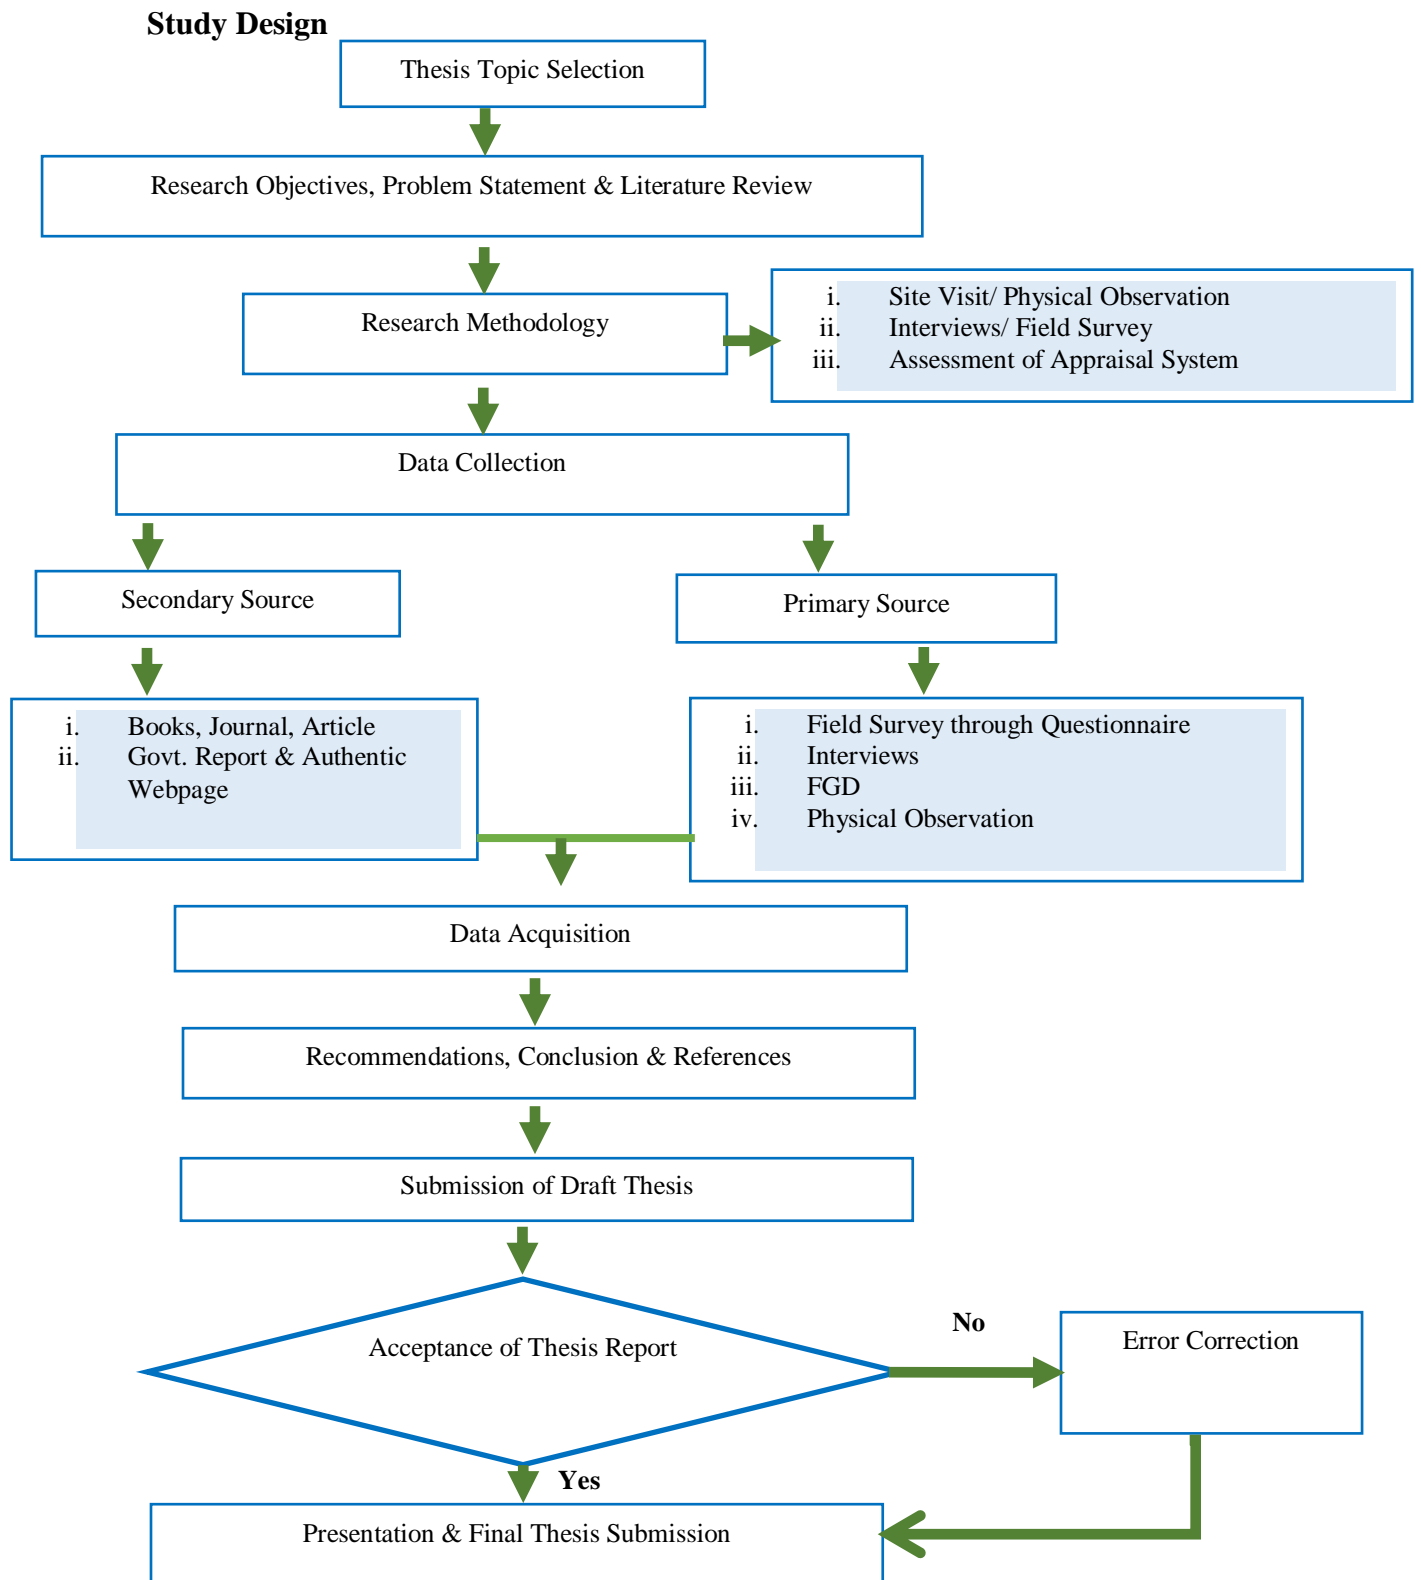 Study Design
Thesis Topic Selection
Research Objectives, Problem Statement & Literature Review
Research Methodology
i. Site Visit/ Physical Observation
ii. Interviews/ Field Survey
iii. Assessment of Appraisal System
Data Collection
Secondary Source
Primary Source
i. Books, Journal, Article
ii. Govt. Report & Authentic
Webpage
i. Field Survey through Questionnaire
ii. Interviews
iii. FGD
iv. Physical Observation
Data Acquisition
Recommendations, Conclusion & References
Submission of Draft Thesis
Acceptance of Thesis Report
No
Error Correction
Yes
Presentation & Final Thesis Submission